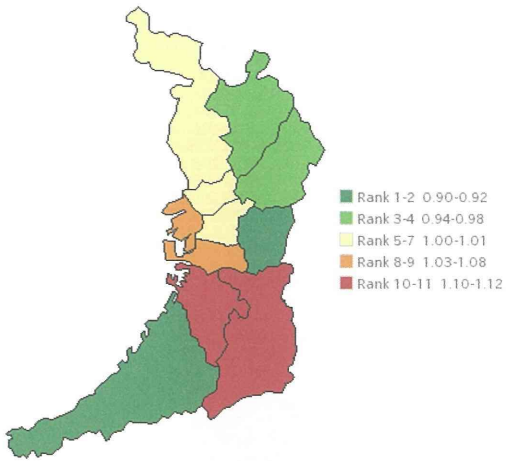 Rank 1-2 0.90-0.92
Rank 3-4 0.94-0.98
Rank 5-7 1.00-1.01
Rank 8-9 1.03-1.08
Rank 10-11 1.10-1.12